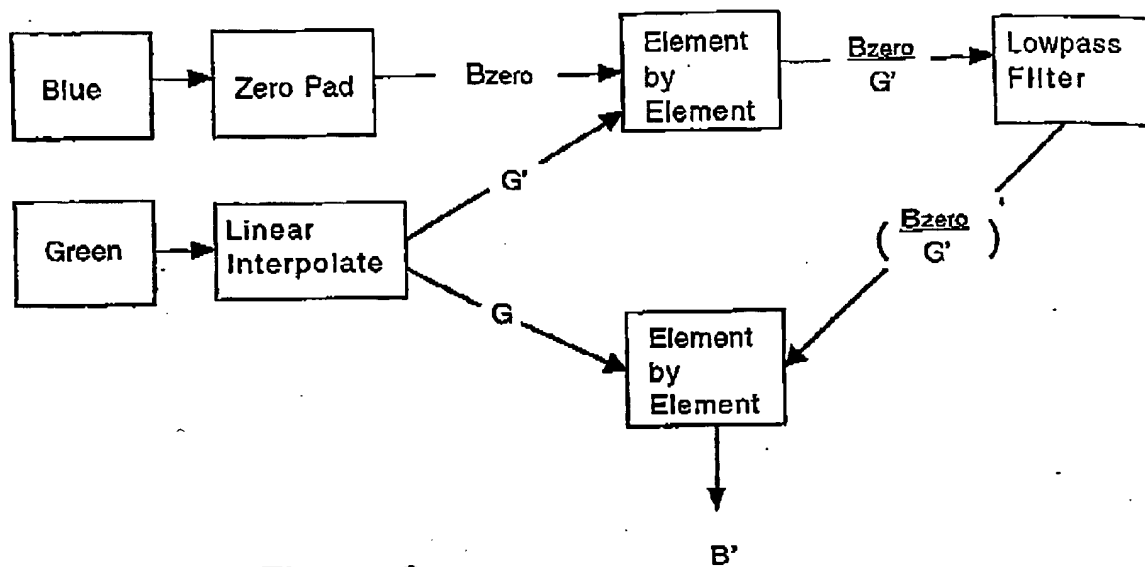 Blue
Zero Pad
Bzero
Element
by
Element
Bzero
G'
Lowpass
Filter
G'
Green
Linear
Interpolate
(Bzero
G')'
G
Element
by
Element
B'